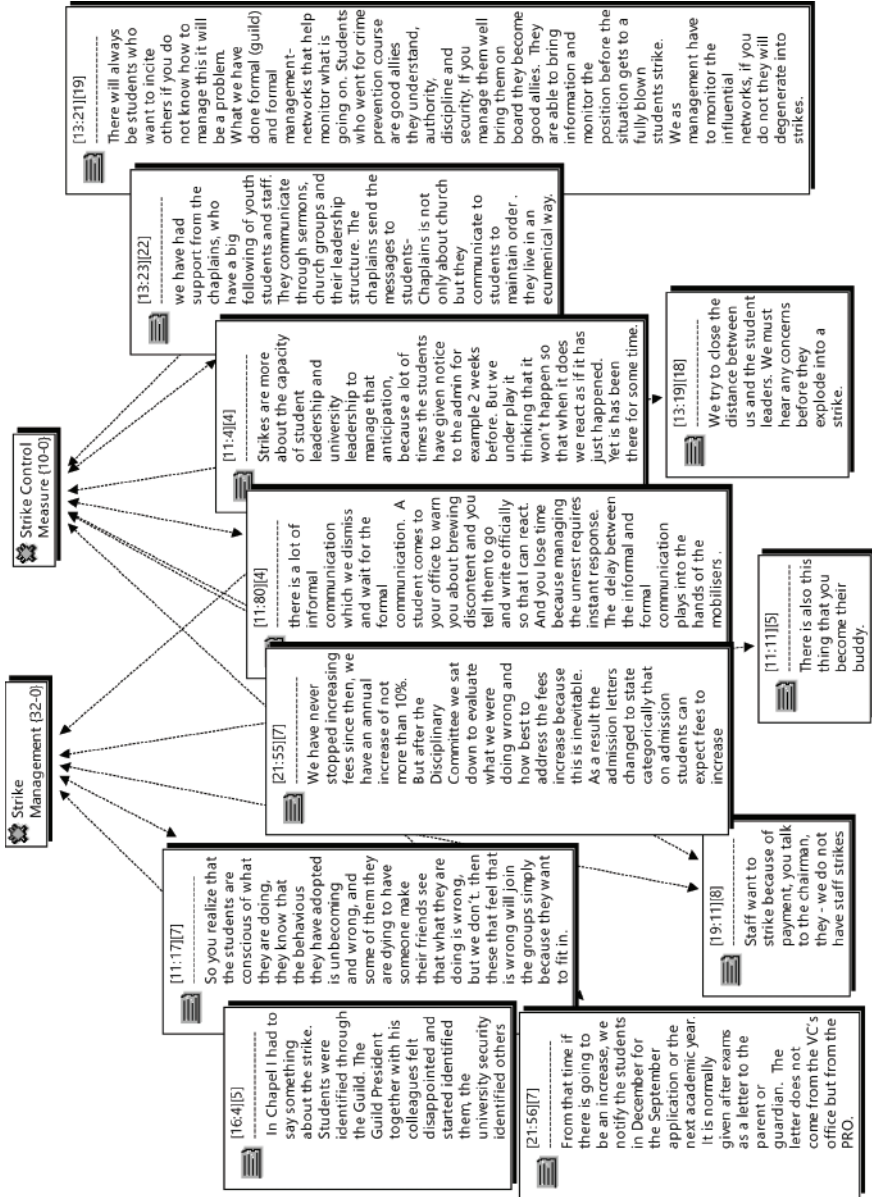 Strike
Management {32-0}
Strike Control
Measure {10-0}
[16:4][5]
--------------------
In Chapel I had to
say something
about the strike.
Students were
identified through
the Guild. The
Guild President
together with his
colleagues felt
disappointed and
started identified
them, the
university security
identified others
[11:17][7]
--------------------
So you realize that
the students are
conscious of what
they are doing,
they know that
the behavious
they have adopted
is unbecoming
and wrong, and
some of them they
are dying to have
someone make
their friends see
that what they are
doing is wrong,
but we don't. then
these that feel that
is wrong will join
the groups simply
because they want
to fit in.
[21:55][7]
--------------------
We have never
stopped increasing
fees since then, we
have an annual
increase of not
more than 10%.
But after the
Disciplinary
Committee we sat
down to evaluate
what we were
doing wrong and
how best to
address the fees
increase because
this is inevitable.
As a result the
admission letters
changed to state
categorically that
on admission
students can
expect fees to
increase
[11:80][4]
--------------------
there is a lot of
informal
communication
which we dismiss
and wait for the
formal
communication. A
student comes to
your office to warn
you about brewing
discontent and you
tell them to go
and write officially
so that I can react.
And you lose time
because managing
the unrest requires
instant response.
The delay between
the informal and
formal
communication
plays into the
hands of the
mobilisers .
[11:4][4]
--------------------
Strikes are more
about the capacity
of student
leadership and
university
leadership to
manage that
anticipation,
because a lot of
times the students
have given notice
to the admin for
example 2 weeks
before. But we
under play it
thinking that it
won't happen so
that when it does
we react as if it has
just happened.
Yet is has been
there for some time.
[13:23][22]
--------------------
we have had
support from the
chaplains, who
have a big
following of youth
students and staff.
They communicate
through sermons,
church groups and
their leadership
structure. The
chaplains send the
messages to
students-
Chaplains is not
only about church
but they
communicate to
students to
maintain order .
they live in an
ecumenical way.
[13:21][19]
--------------------
There will always
be students who
want to incite
others if you do
not know how to
manage this it will
be a problem.
What we have
done formal (guild)
and formal
management-
networks that help
monitor what is
going on. Students
who went for crime
prevention course
are good allies
they understand,
authority,
discipline and
security. If you
manage them well
bring them on
board they become
good allies. They
are able to bring
information and
monitor the
position before the
situation gets to a
fully blown
students strike.
We as
management have
to monitor the
influential
networks, if you
do not they will
degenerate into
strikes.
[21:56][7]
--------------------
From that time if
there is going to
be an increase, we
notify the students
in December for
the September
application or the
next academic year.
It is normally
given after exams
as a letter to the
parent or
guardian. The
letter does not
come from the VC's
office but from the
PRO.
[19:11][8]
--------------------
Staff want to
strike because of
payment, you talk
to the chairman,
they - we do not
have staff strikes
[11:11][5]
--------------------
There is also this
thing that you
become their
buddy.
[13:19][18]
--------------------
We try to close the
distance between
us and the student
leaders. We must
hear any concerns
before they
explode into a
strike.